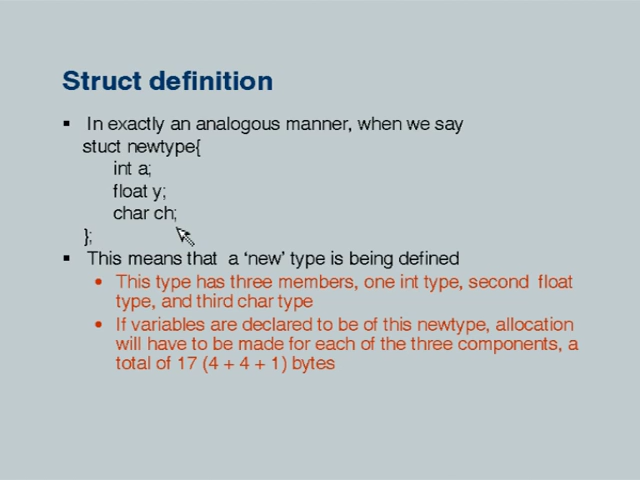 Struct definition
▪ In exactly an analogous manner, when we say
stuct newtype{
int a;
float y;
char ch;
};
▪ This means that a ‘new’ type is being defined
• This type has three members, one int type, second float
type, and third char type
• If variables are declared to be of this newtype, allocation
will have to be made for each of the three components, a
total of 17 (4 + 4 + 1) bytes